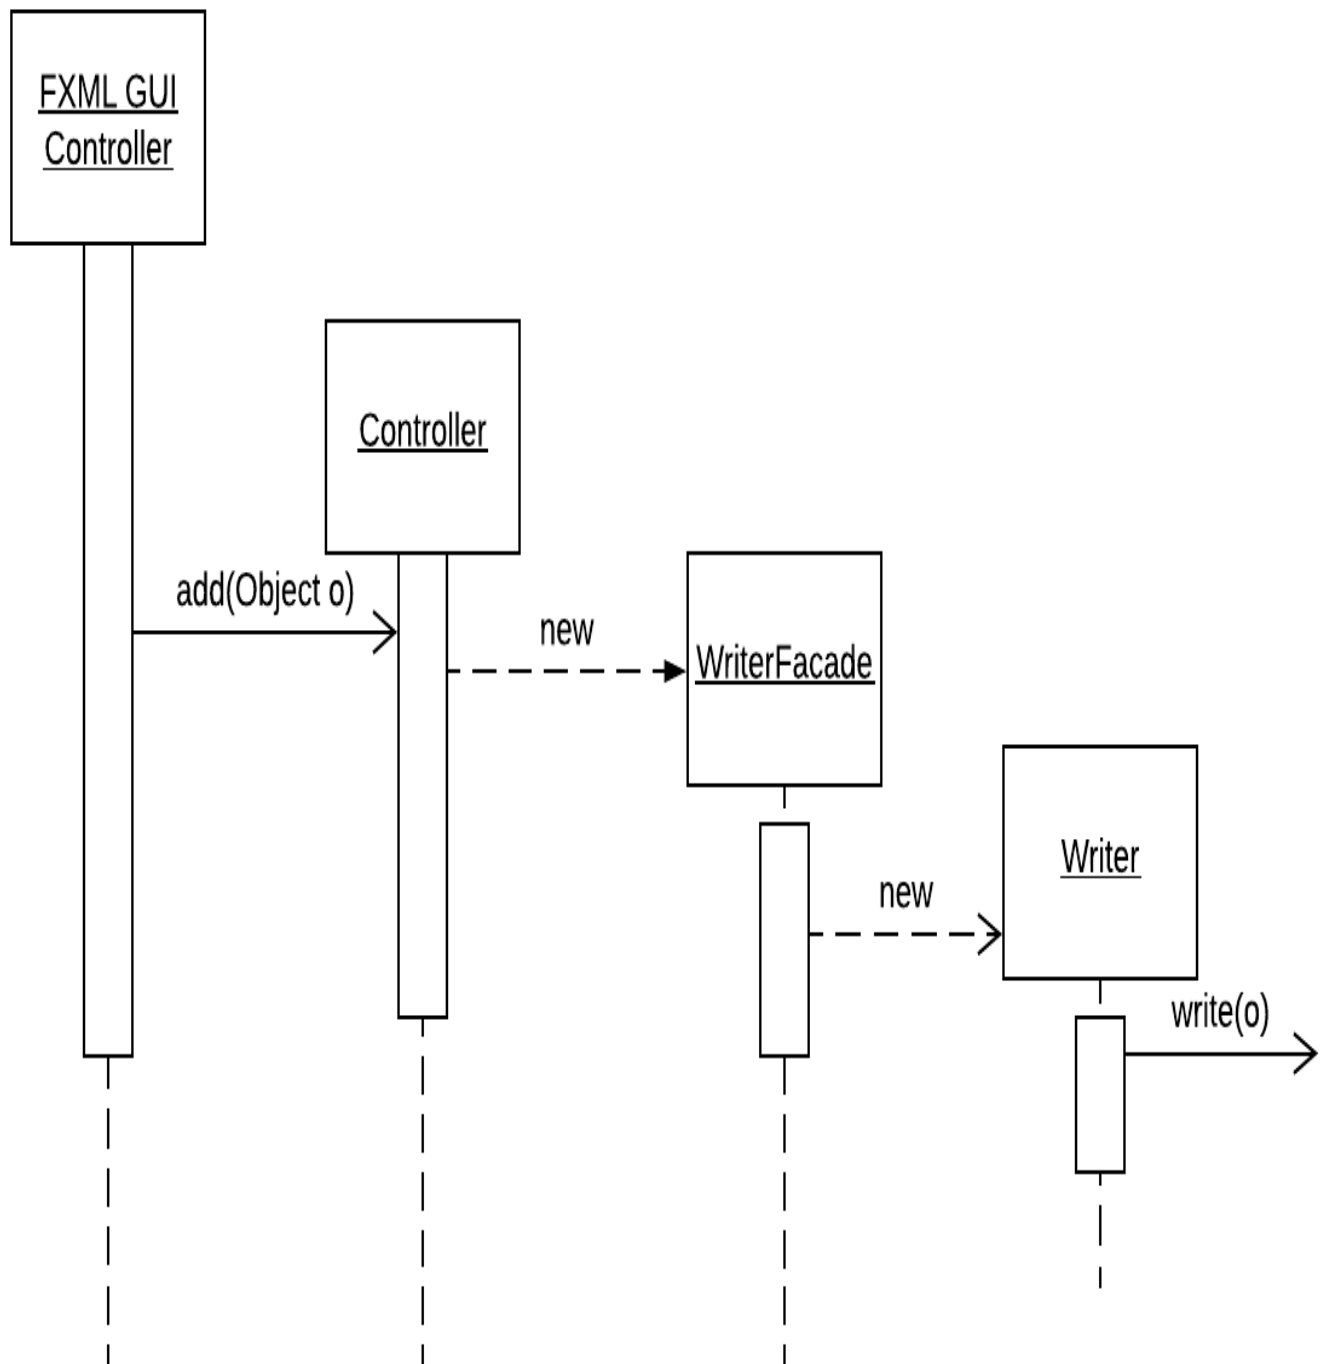 FXML GUI
Controller
Controller
add(Object o)
new
WriterFacade
Writer
new
write(o)